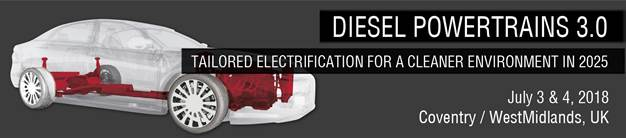 DIESEL POWERTRAINS 3.0
TAILORED ELECTRIFICATION FOR A CLEANER ENVIRONMENT IN 2025
July 3 & 4, 2018
Coventry / WestMidlands, UK